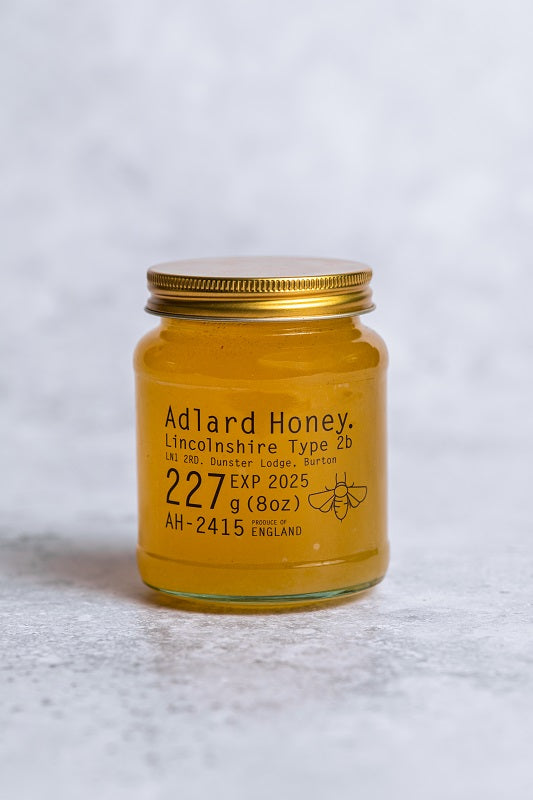 Adlard Honey.
Lincolnshire Type 2b
LN1 2RD. Dunster Lodge. Burton
227 EXP 2025
g (8oz)
AH-2415 PRODUCE OF
ENGLAND